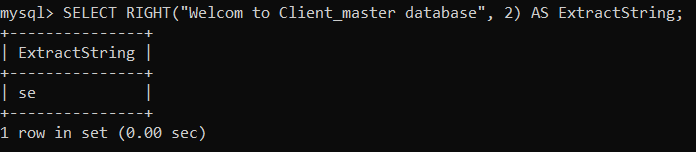 mysql> SELECT RIGHT("Welcom to Client_master database", 2) AS ExtractString;
+---------------+
| ExtractString |
+---------------+
| se            |
+---------------+
1 row in set (0.00 sec)